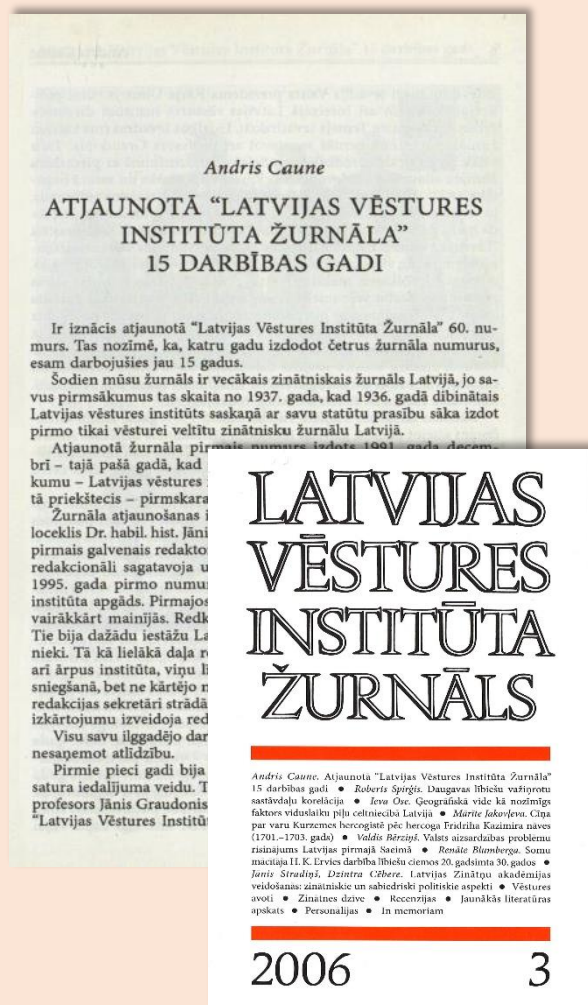 Andris Caune
ATJAUNOTĀ “LATVIJAS VĒSTURES
INSTITŪTA ŽURNĀLA”
15 DARBĪBAS GADI
Ir iznācis atjaunotā “Latvijas Vēstures Institūta Žurnāla” 60. nu-
murs. Tas nozīmē, ka, katru gadu izdodot četrus žurnāla numurus,
esam darbojušies jau 15 gadus.
Šodien mūsu žurnāls ir vecākais zinātniskais žurnāls Latvijā, jo sa-
vus pirmsākumus tas skaita no 1937. gada, kad 1936. gadā dibinātais
Latvijas vēstures institūts saskaņā ar savu statūtu prasību sāka izdot
pirmo tikai vēsturei veltītu zinātnisku žurnālu Latvijā.
Atjaunotā žurnāla pirmais numurs izdots 1991. gada decem-
brī – tajā pašā gadā, kad
kumu – Latvijas vēstures
tā priekštecis – pirmskara
Žurnāla atjaunošanas i
loceklis Dr. habil. hist. Jāni
pirmais galvenais redakto
redakcionāli sagatavoja u
1995. gada pirmo numu
institūta apgāds. Pirmajos
vairākkārt mainījās. Redk
Tie bija dažādu iestāžu La
nieki. Tā kā lielākā daļa r
arī ārpus institūta, viņu l
sniegšanā, bet ne kārtējo n
redakcijas sekretāri strādā
izkārtojumu izveidoja red
Visu savu ilggadējo dar
nesaņemot atlīdzību.
Pirmie pieci gadi bija
satura iedalījuma veidu. T
profesors Jānis Graudonis
“Latvijas Vēstures Institū
LATVIJAS
VĒSTURES
INSTITŪTA
ŽURNĀLS
Andris Caune. Atjaunotā “Latvijas Vēstures Institūta Žurnāla”
15 darbības gadi ● Roberts Spirģis. Daugavas lībiešu važiņrotu
sastāvdaļu korelācija ● Ieva Ose. Ģeogrāfiskā vide kā nozīmīgs
faktors viduslaiku piļu celtniecībā Latvijā ● Mārīte Jakovļeva. Cīņa
par varu Kurzemes hercogistē pēc hercoga Frīdriha Kazimira nāves
(1701.–1703. gads) ● Valdis Bērziņš. Valsts aizsardzības problēmu
risinājums Latvijas pirmajā Saeimā ● Renāte Blumberga. Somu
mācītāja H. K. Ervies darbība lībiešu ciemos 20. gadsimta 30. gados ●
Jānis Stradiņš, Dzintra Cēbere. Latvijas Zinātņu akadēmijas
veidošanās: zinātniskie un sabiedriski politiskie aspekti ● Vēstures
avoti ● Zinātnes dzīve ● Recenzijas ● Jaunākās literatūras
apskats ● Personālijas ● In memoriam
2006 3